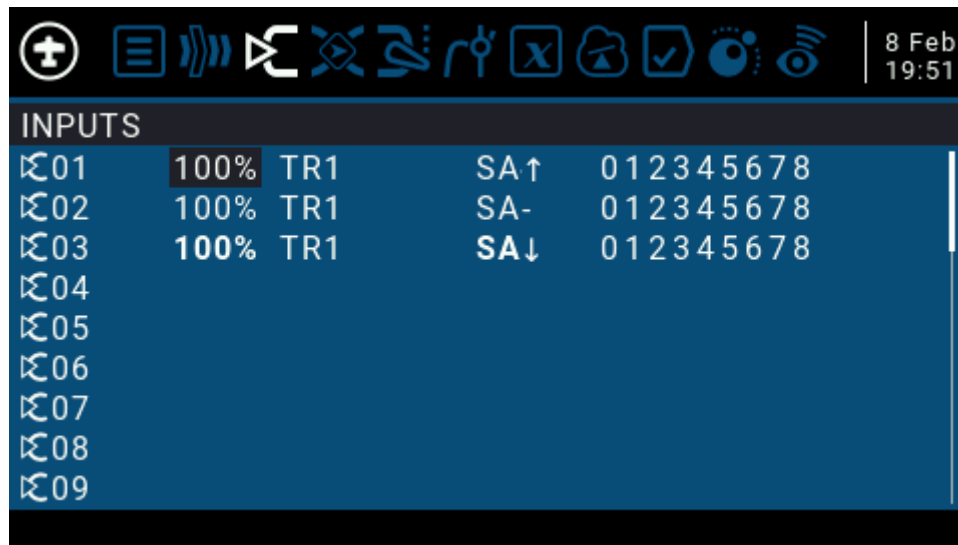 8 Feb
19:51
INPUTS
01 100% TR1 SA↑ 012345678
02 100% TR1 SA- 012345678
03 100% TR1 SA↓ 012345678
04
05
06
07
08
09